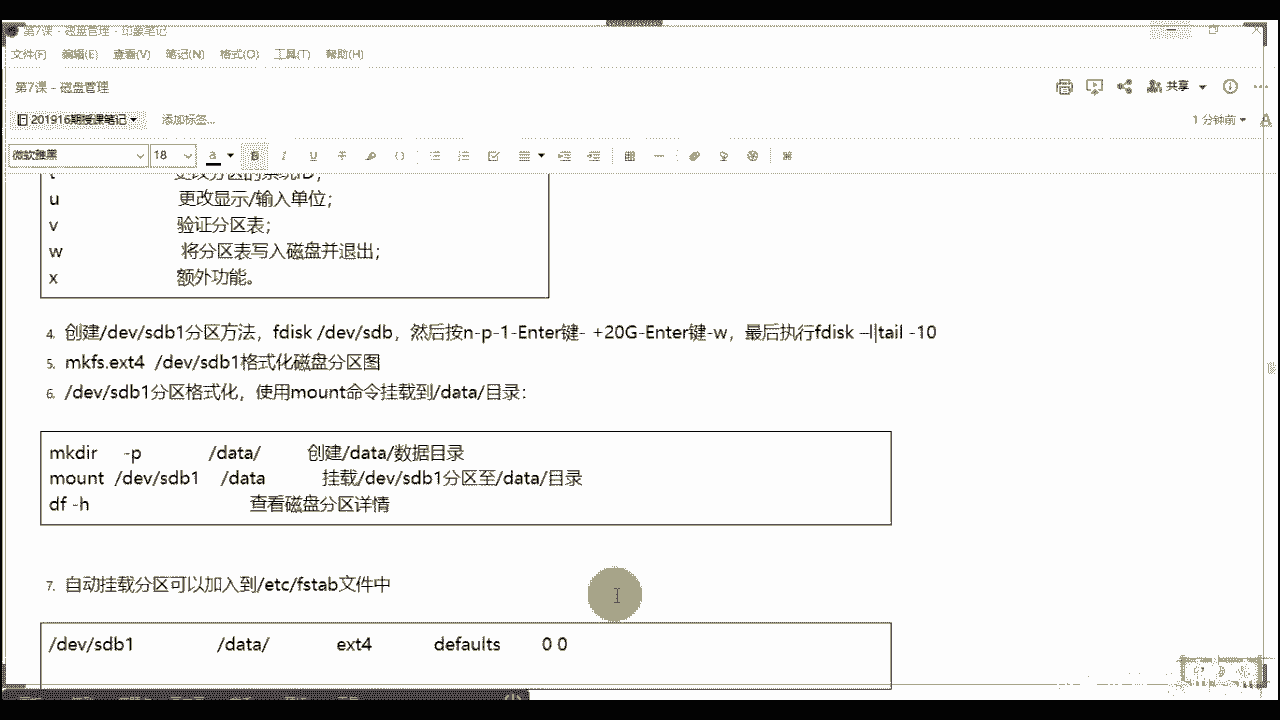 第7课 - 磁盘管理 - 印象笔记
文件(F) 编辑(E) 查看(V) 笔记(N) 格式(O) 工具(T) 帮助(H)
第7课 - 磁盘管理
共享
201916期授课笔记
添加标签...
1 分钟前
微软雅黑 18
t 更改分区的系统ID；
u 更改显示/输入单位；
v 验证分区表；
w 将分区表写入磁盘并退出；
x 额外功能。
4. 创建/dev/sdb1分区方法，fdisk /dev/sdb，然后按n-p-1-Enter键- +20G-Enter键-w，最后执行fdisk –l|tail -10
5. mkfs.ext4 /dev/sdb1格式化磁盘分区图
6. /dev/sdb1分区格式化，使用mount命令挂载到/data/目录：
mkdir -p /data/ 创建/data/数据目录
mount /dev/sdb1 /data 挂载/dev/sdb1分区至/data/目录
df -h 查看磁盘分区详情
7. 自动挂载分区可以加入到/etc/fstab文件中
/dev/sdb1 /data/ ext4 defaults 0 0